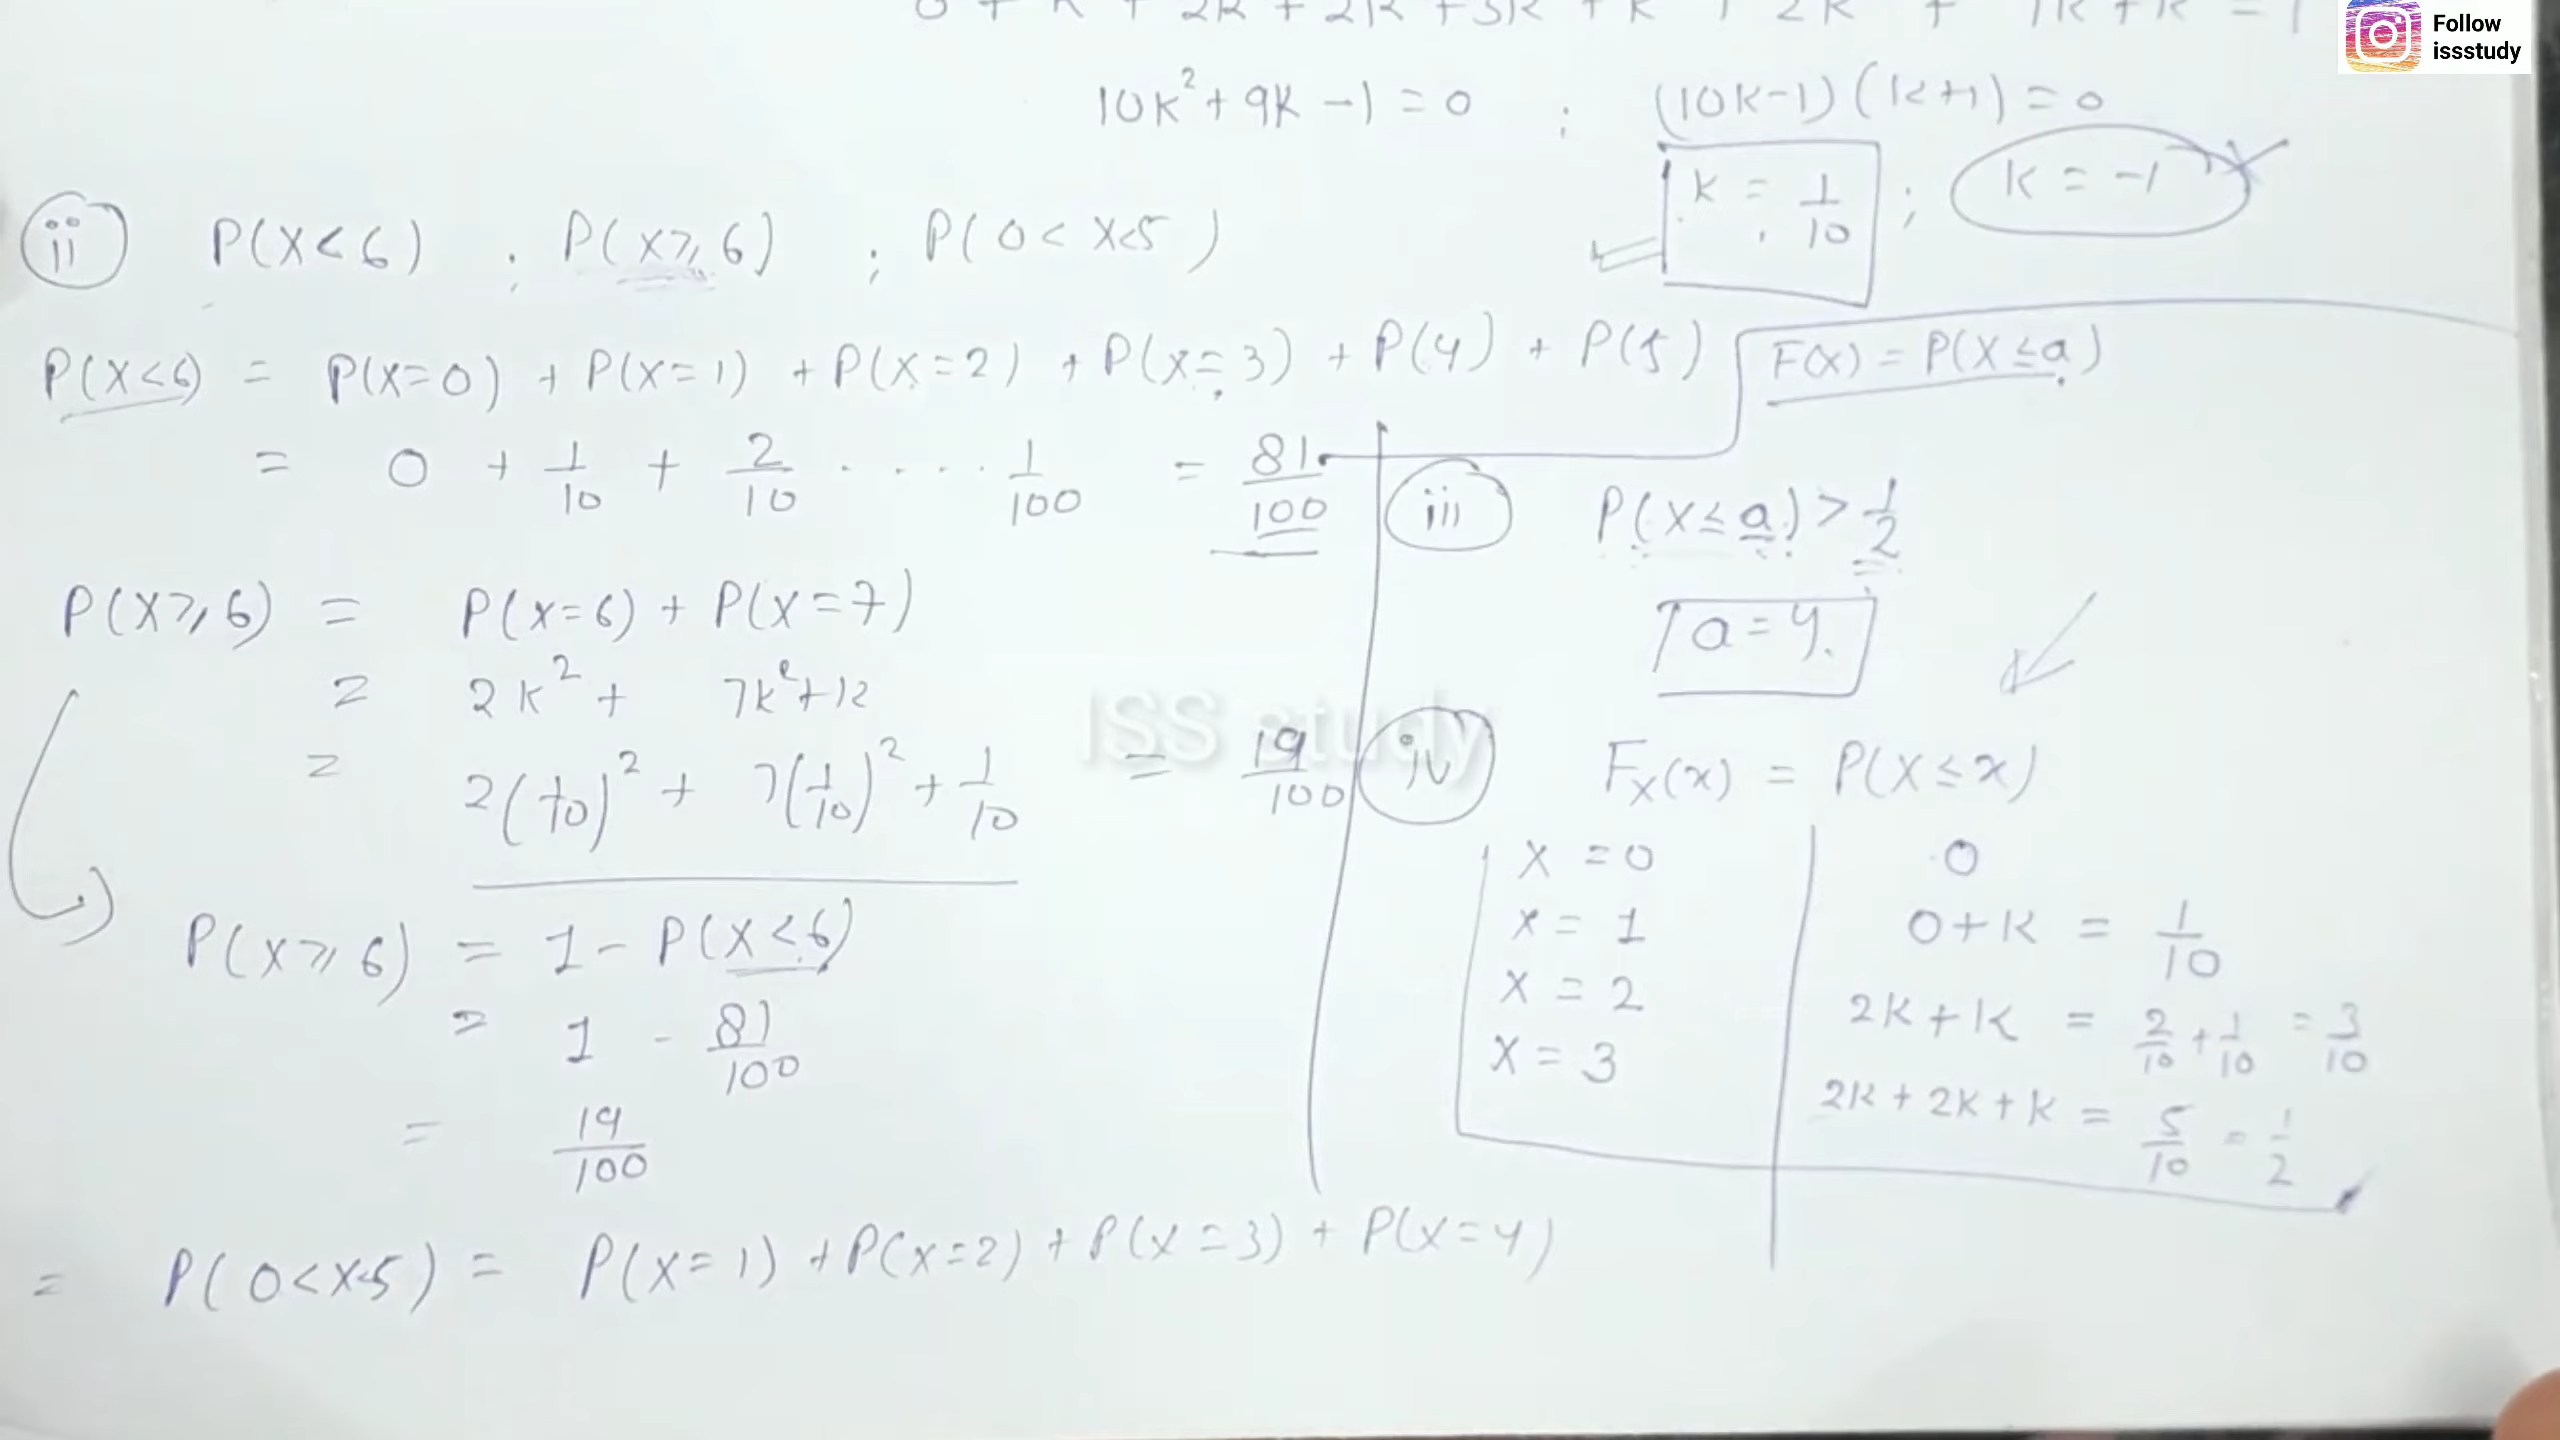 Follow
issstudy
10k² + 9k - 1 = 0 ; (10k-1)(k+1) = 0
k = 1/10 ; k = -1
ii P(X<6) ; P(X⩾6) ; P(0<X<5)
P(X<6) = P(X=0) + P(X=1) + P(X=2) + P(X=3) + P(4) + P(5)
= 0 + 1/10 + 2/10 ..... 1/100 = 81/100
P(X⩾6) = P(X=6) + P(X=7)
= 2k² + 7k²+k
= 2(1/10)² + 7(1/10)² + 1/10 = 19/100
P(X⩾6) = 1 - P(X<6)
= 1 - 81/100
= 19/100
= P(0<X<5) = P(X=1) + P(X=2) + P(X=3) + P(X=4)
F(x) = P(X≤a)
iii P(X≤a) > 1/2
a = 4.
ISS study
iv F_X(x) = P(X≤x)
X = 0 0
X = 1 0+k = 1/10
X = 2 2k+k = 2/10 + 1/10 = 3/10
X = 3 2k+2k+k = 5/10 = 1/2